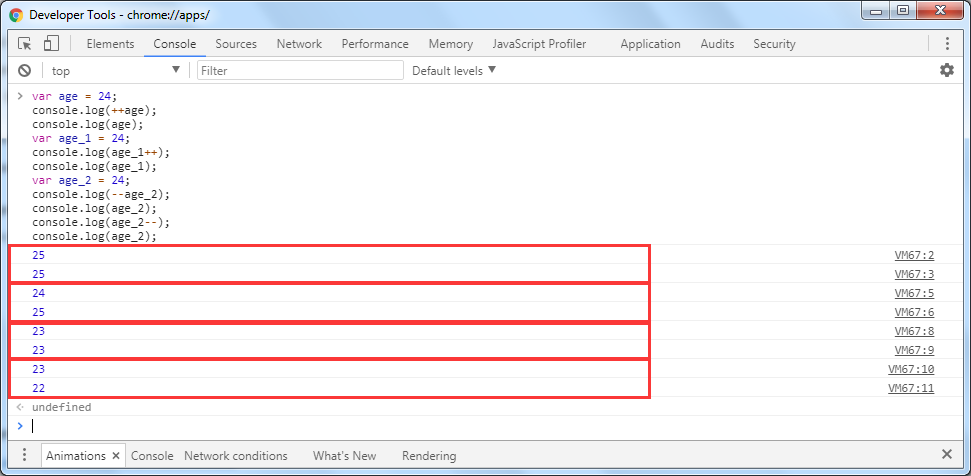 Developer Tools - chrome://apps/
Elements Console Sources Network Performance Memory JavaScript Profiler Application Audits Security
top Filter Default levels
> var age = 24;
console.log(++age);
console.log(age);
var age_1 = 24;
console.log(age_1++);
console.log(age_1);
var age_2 = 24;
console.log(--age_2);
console.log(age_2);
console.log(age_2--);
console.log(age_2);
25 VM67:2
25 VM67:3
24 VM67:5
25 VM67:6
23 VM67:8
23 VM67:9
23 VM67:10
22 VM67:11
undefined
>
Animations Console Network conditions What's New Rendering